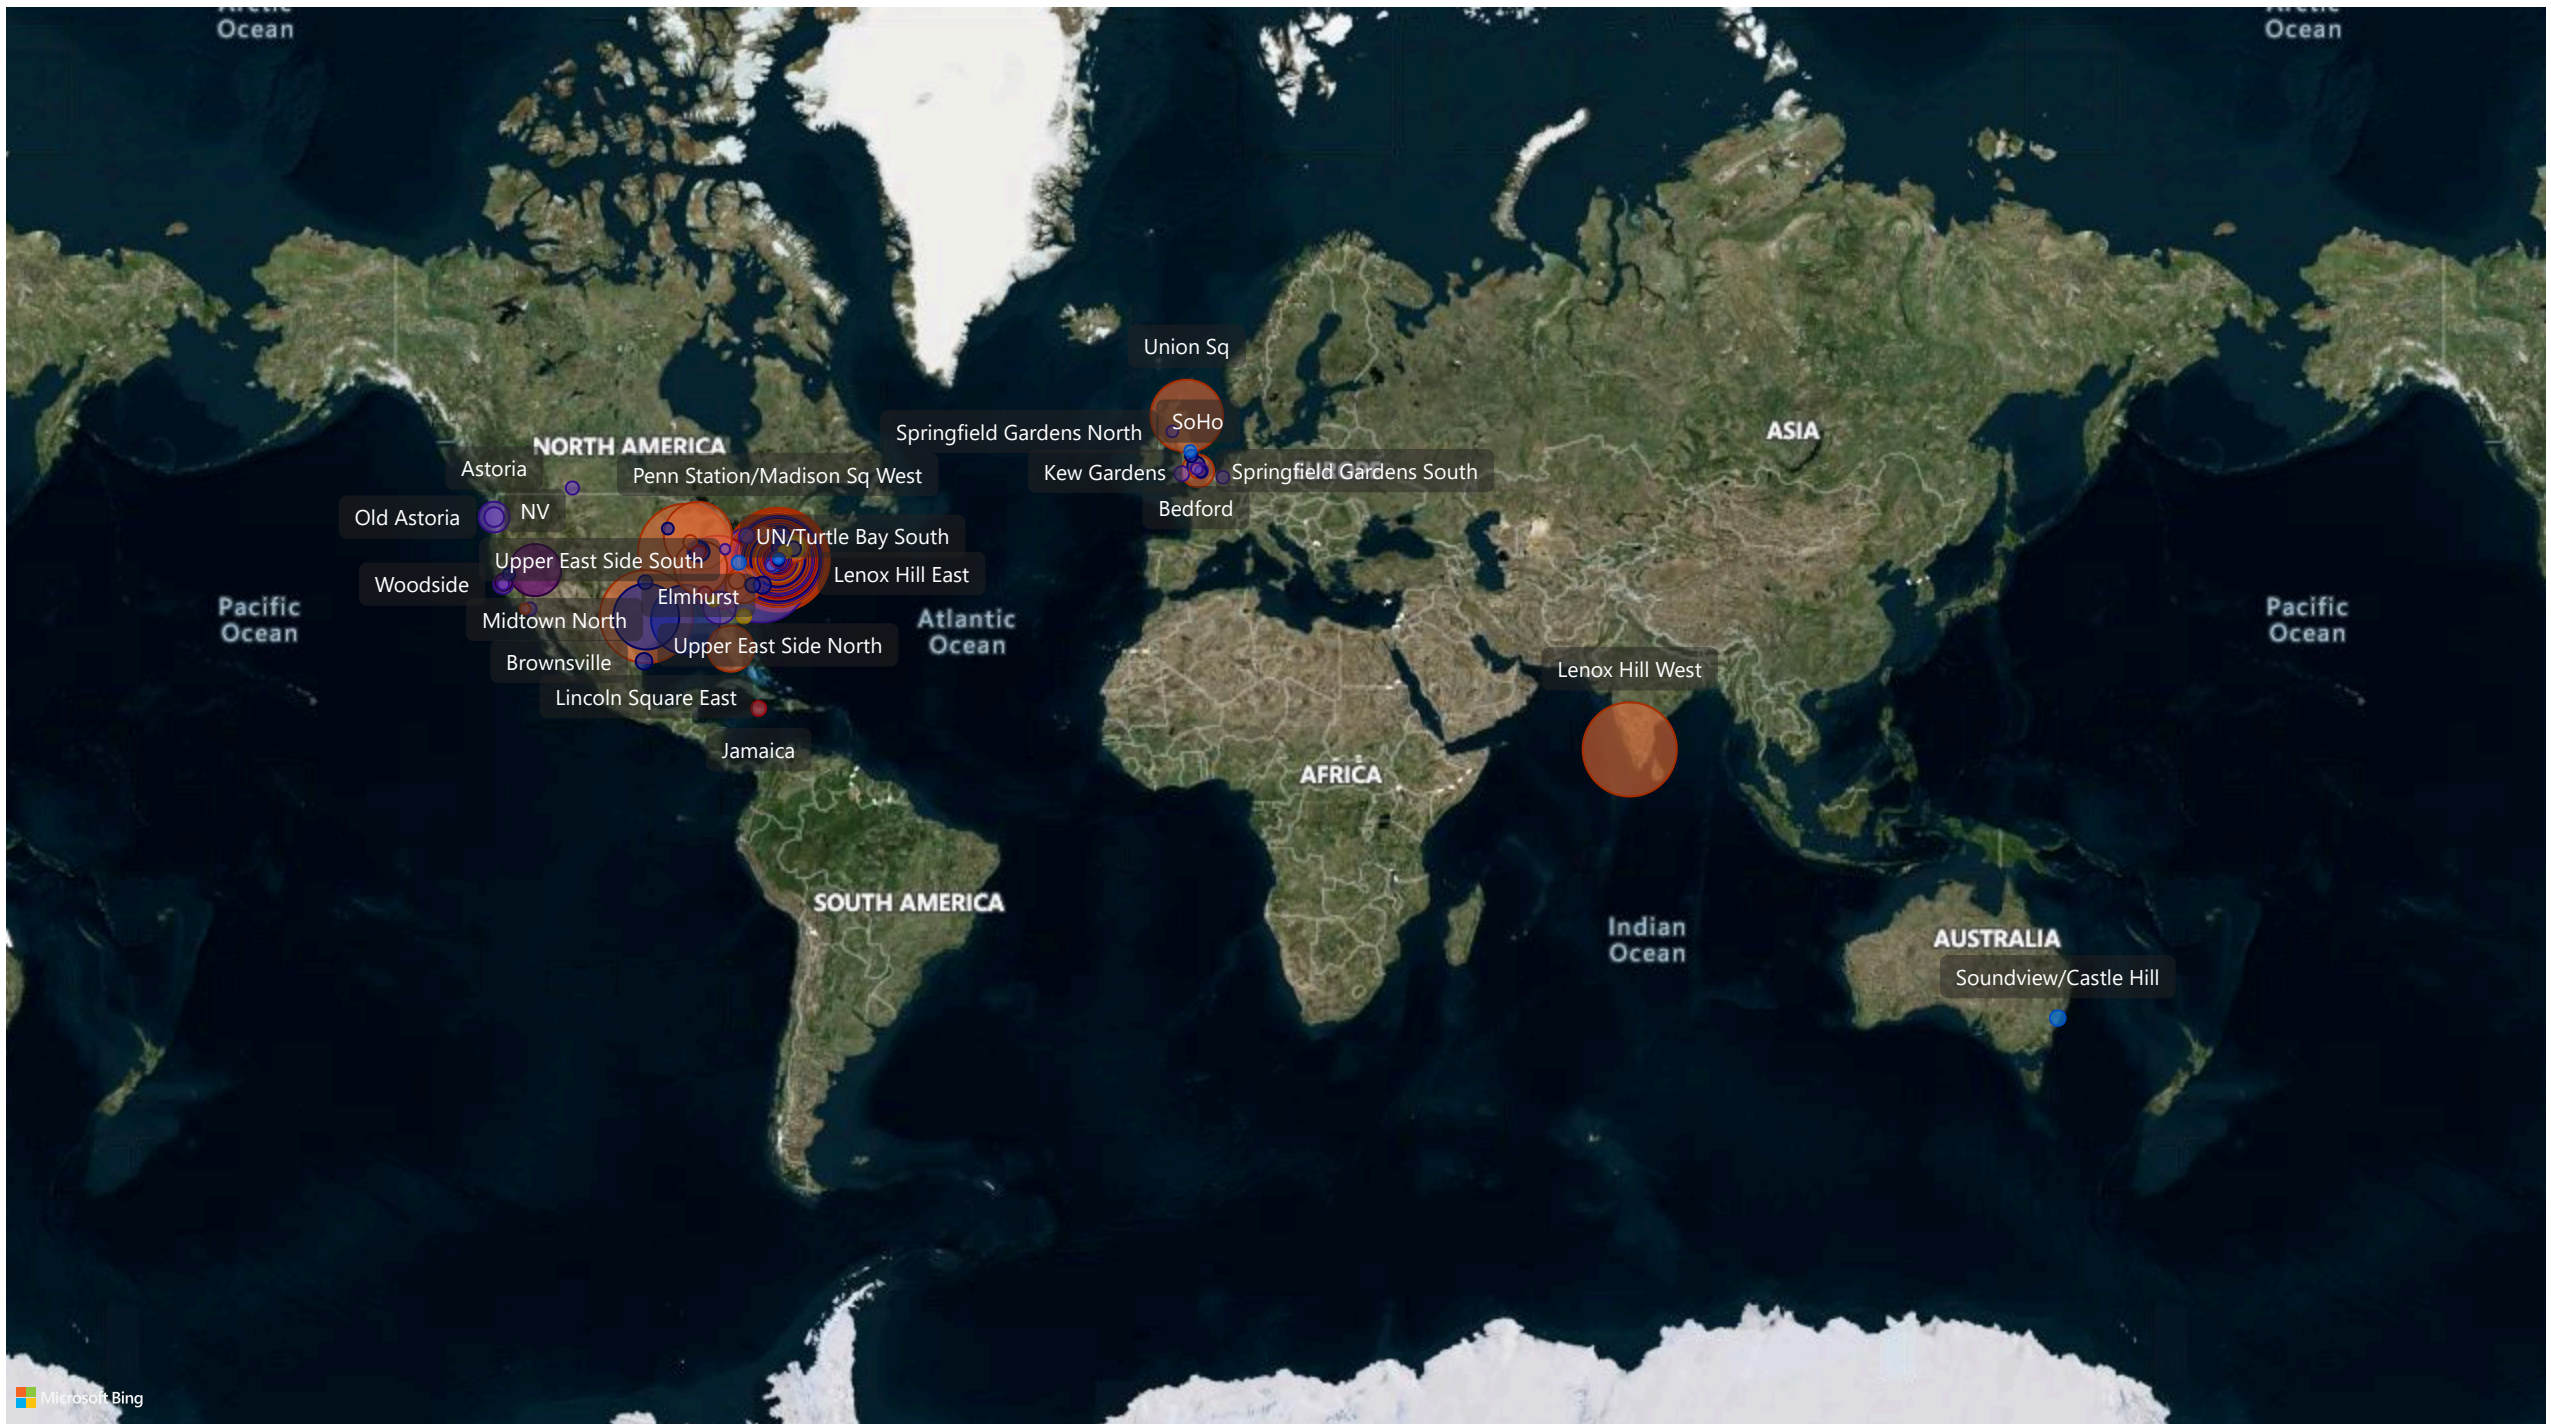 Arctic
Ocean
Arctic
Ocean
Union Sq
SoHo
Springfield Gardens North
ASIA
NORTH AMERICA
Astoria
Penn Station/Madison Sq West
Kew Gardens
Springfield Gardens South
Old Astoria
NV
Bedford
UN/Turtle Bay South
Upper East Side South
Lenox Hill East
Woodside
Elmhurst
Pacific
Ocean
Midtown North
Atlantic
Ocean
Pacific
Ocean
Upper East Side North
Brownsville
Lenox Hill West
Lincoln Square East
Jamaica
AFRICA
SOUTH AMERICA
Indian
Ocean
AUSTRALIA
Soundview/Castle Hill
Microsoft Bing